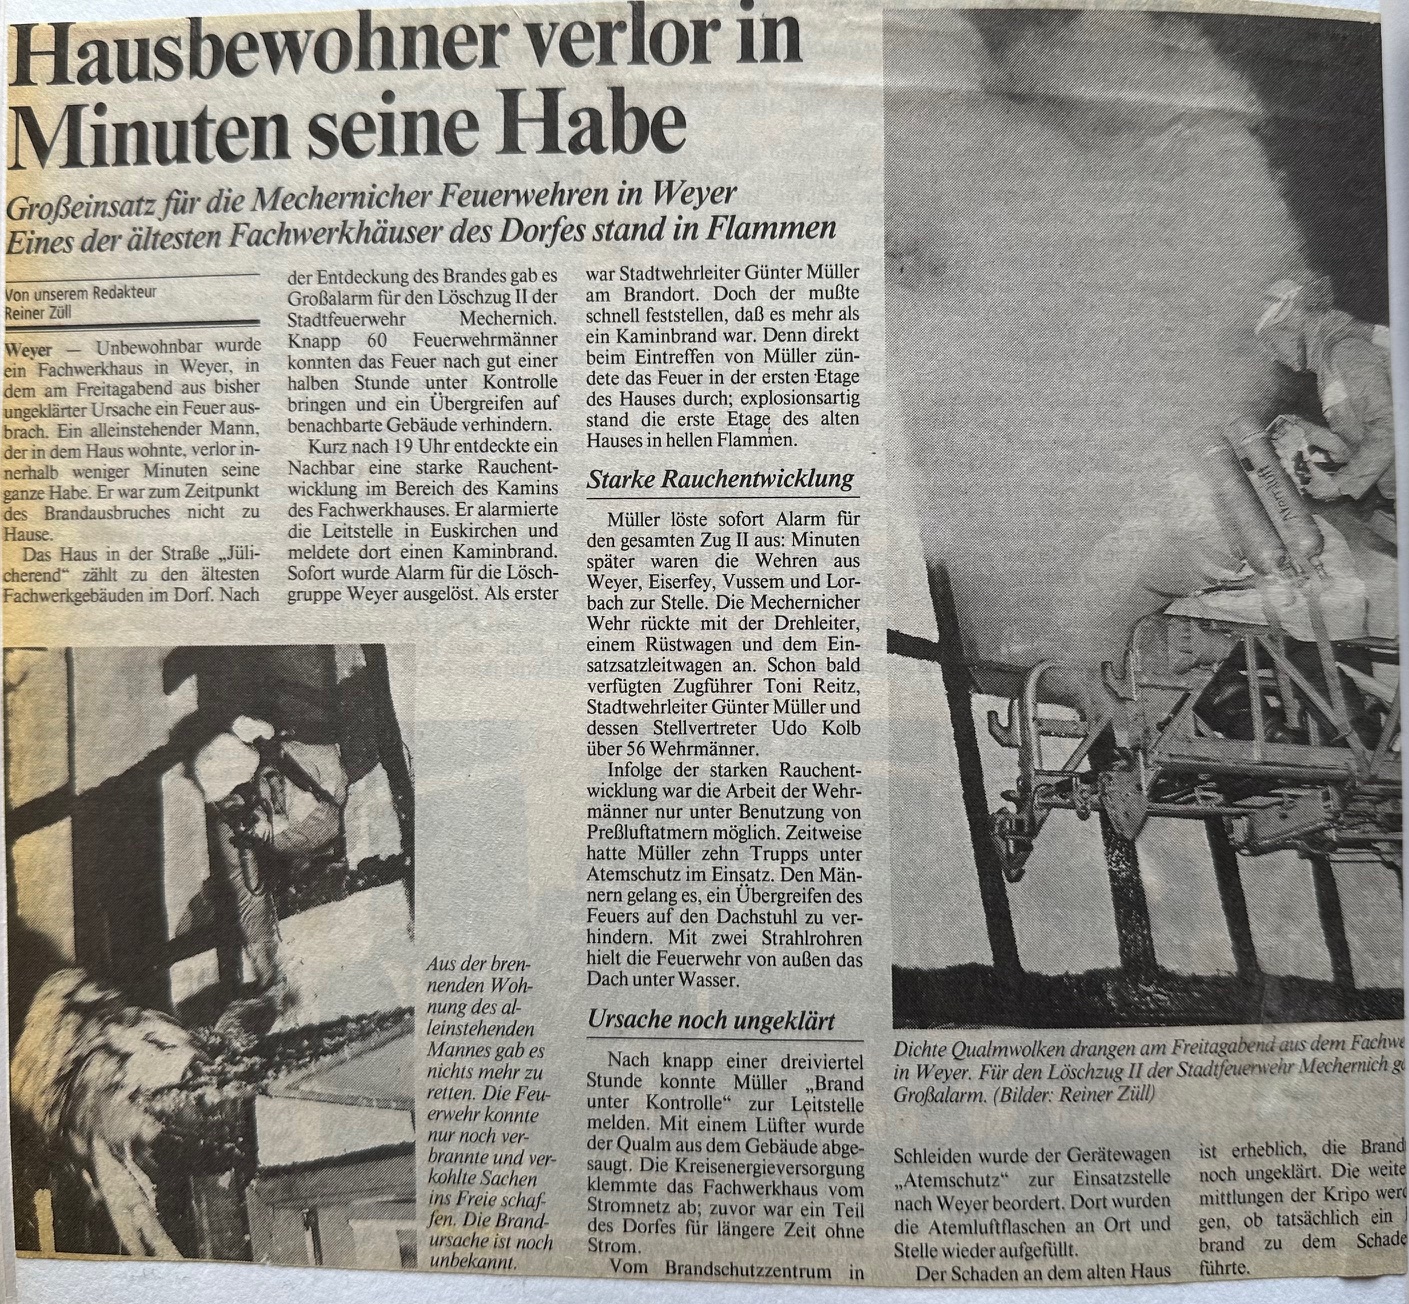 Hausbewohner verlor in
Minuten seine Habe
Großeinsatz für die Mechernicher Feuerwehren in Weyer
Eines der ältesten Fachwerkhäuser des Dorfes stand in Flammen
Von unserem Redakteur
Reiner Züll
Weyer — Unbewohnbar wurde
ein Fachwerkhaus in Weyer, in
dem am Freitagabend aus bisher
ungeklärter Ursache ein Feuer aus-
brach. Ein alleinstehender Mann,
der in dem Haus wohnte, verlor in-
nerhalb weniger Minuten seine
ganze Habe. Er war zum Zeitpunkt
des Brandausbruches nicht zu
Hause.
Das Haus in der Straße „Jüli-
cherend“ zählt zu den ältesten
Fachwerkgebäuden im Dorf. Nach
der Entdeckung des Brandes gab es
Großalarm für den Löschzug II der
Stadtfeuerwehr Mechernich.
Knapp 60 Feuerwehrmänner
konnten das Feuer nach gut einer
halben Stunde unter Kontrolle
bringen und ein Übergreifen auf
benachbarte Gebäude verhindern.
Kurz nach 19 Uhr entdeckte ein
Nachbar eine starke Rauchent-
wicklung im Bereich des Kamins
des Fachwerkhauses. Er alarmierte
die Leitstelle in Euskirchen und
meldete dort einen Kaminbrand.
Sofort wurde Alarm für die Lösch-
gruppe Weyer ausgelöst. Als erster
war Stadtwehrleiter Günter Müller
am Brandort. Doch der mußte
schnell feststellen, daß es mehr als
ein Kaminbrand war. Denn direkt
beim Eintreffen von Müller zün-
dete das Feuer in der ersten Etage
des Hauses durch; explosionsartig
stand die erste Etage des alten
Hauses in hellen Flammen.
Starke Rauchentwicklung
Müller löste sofort Alarm für
den gesamten Zug II aus: Minuten
später waren die Wehren aus
Weyer, Eiserfey, Vussem und Lor-
bach zur Stelle. Die Mechernicher
Wehr rückte mit der Drehleiter,
einem Rüstwagen und dem Ein-
satzsatzleitwagen an. Schon bald
verfügten Zugführer Toni Reitz,
Stadtwehrleiter Günter Müller und
dessen Stellvertreter Udo Kolb
über 56 Wehrmänner.
Infolge der starken Rauchent-
wicklung war die Arbeit der Wehr-
männer nur unter Benutzung von
Preßluftatmern möglich. Zeitweise
hatte Müller zehn Trupps unter
Atemschutz im Einsatz. Den Män-
nern gelang es, ein Übergreifen des
Feuers auf den Dachstuhl zu ver-
hindern. Mit zwei Strahlrohren
hielt die Feuerwehr von außen das
Dach unter Wasser.
Ursache noch ungeklärt
Nach knapp einer dreiviertel
Stunde konnte Müller „Brand
unter Kontrolle“ zur Leitstelle
melden. Mit einem Lüfter wurde
der Qualm aus dem Gebäude abge-
saugt. Die Kreisenergieversorgung
klemmte das Fachwerkhaus vom
Stromnetz ab; zuvor war ein Teil
des Dorfes für längere Zeit ohne
Strom.
Vom Brandschutzzentrum in
Schleiden wurde der Gerätewagen
„Atemschutz“ zur Einsatzstelle
nach Weyer beordert. Dort wurden
die Atemluftflaschen an Ort und
Stelle wieder aufgefüllt.
Der Schaden an dem alten Haus
ist erheblich, die Brand
noch ungeklärt. Die weite
mittlungen der Kripo werd
gen, ob tatsächlich ein
brand zu dem Schade
führte.
Aus der bren-
nenden Woh-
nung des al-
leinstehenden
Mannes gab es
nichts mehr zu
retten. Die Feu-
erwehr konnte
nur noch ver-
brannte und ver-
kohlte Sachen
ins Freie schaf-
fen. Die Brand-
ursache ist noch
unbekannt.
Atemluft
Dichte Qualmwolken drangen am Freitagabend aus dem Fachwe
in Weyer. Für den Löschzug II der Stadtfeuerwehr Mechernich g
Großalarm. (Bilder: Reiner Züll)